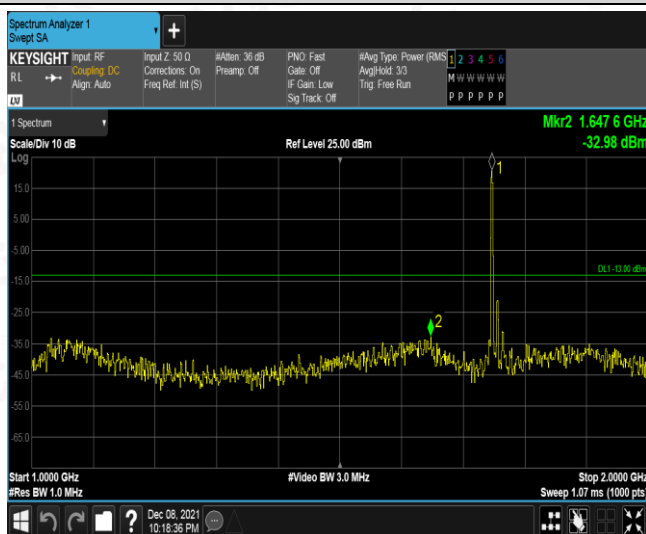 Spectrum Analyzer 1
Swept SA
+
KEYSIGHT Input: RF Input Z: 50 Ω #Atten: 36 dB PNO: Fast #Avg Type: Power (RMS 1 2 3 4 5 6
RL Coupling: DC Corrections: On Preamp: Off Gate: Off Avg|Hold: 3/3 M W W W W W
Align: Auto Freq Ref: Int (S) IF Gain: Low Trig: Free Run
Sig Track: Off P P P P P P
LXI
1 Spectrum Mkr2 1.647 6 GHz
Scale/Div 10 dB Ref Level 25.00 dBm -32.98 dBm
Log
1
15.0
5.00
-5.00
DL1 -13.00 dBm
-15.0
-25.0
2
-35.0
-45.0
-55.0
-65.0
Start 1.0000 GHz #Video BW 3.0 MHz Stop 2.0000 GHz
#Res BW 1.0 MHz Sweep 1.07 ms (1000 pts)
? Dec 08, 2021
10:18:36 PM